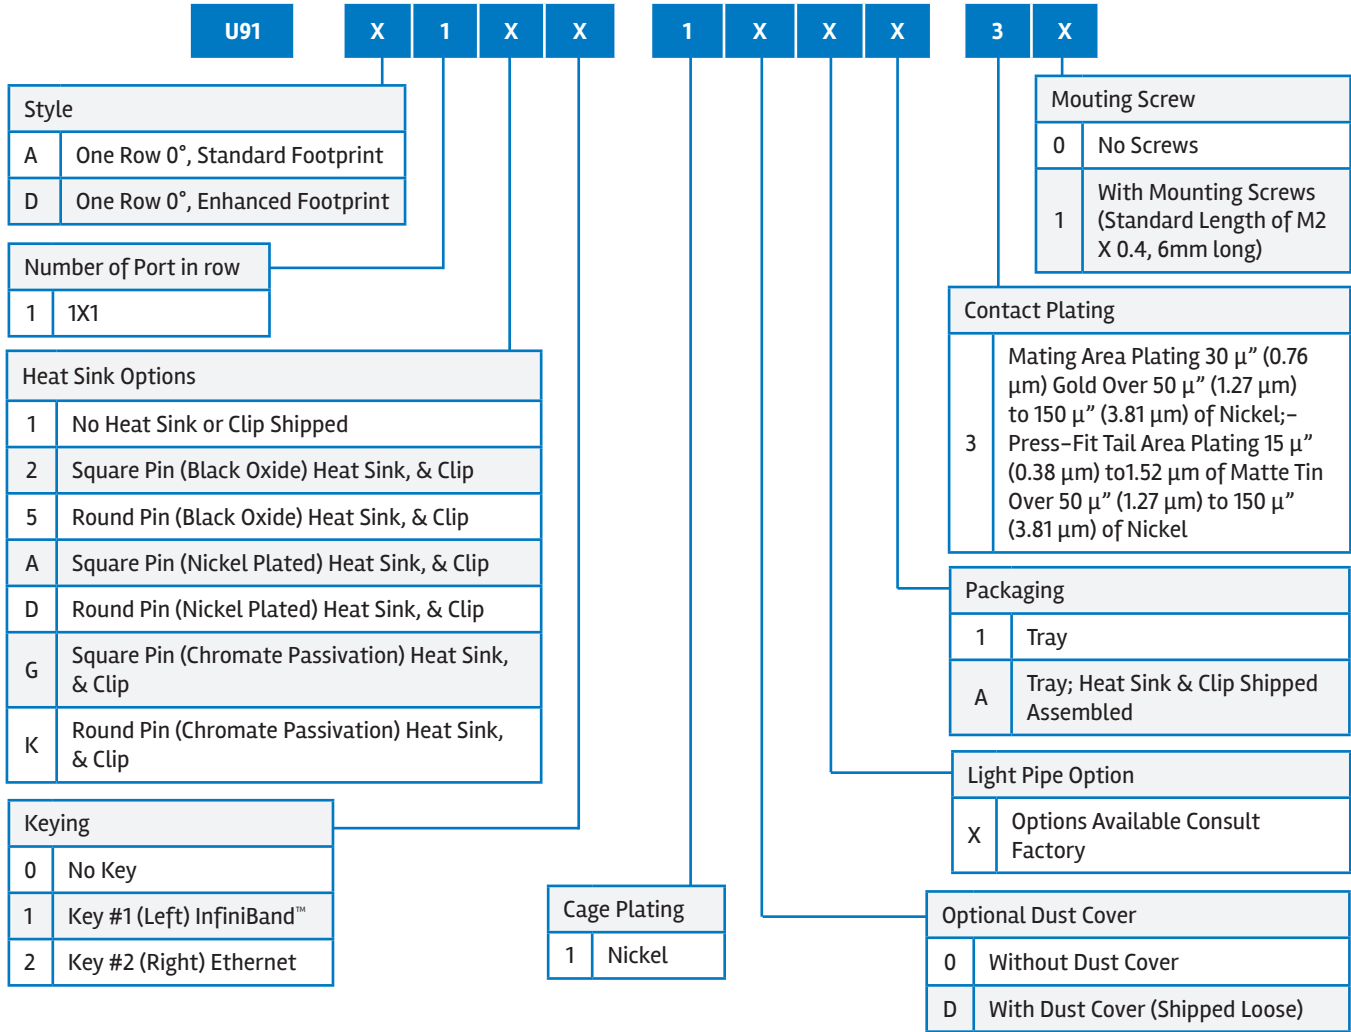 U91 X 1 X X 1 X X X 3 X
Style
A One Row 0°, Standard Footprint
D One Row 0°, Enhanced Footprint
Number of Port in row
1 1X1
Heat Sink Options
1 No Heat Sink or Clip Shipped
2 Square Pin (Black Oxide) Heat Sink, & Clip
5 Round Pin (Black Oxide) Heat Sink, & Clip
A Square Pin (Nickel Plated) Heat Sink, & Clip
D Round Pin (Nickel Plated) Heat Sink, & Clip
G Square Pin (Chromate Passivation) Heat Sink,
& Clip
K Round Pin (Chromate Passivation) Heat Sink,
& Clip
Keying
0 No Key
1 Key #1 (Left) InfiniBand™
2 Key #2 (Right) Ethernet
Cage Plating
1 Nickel
Mouting Screw
0 No Screws
1 With Mounting Screws
(Standard Length of M2
X 0.4, 6mm long)
Contact Plating
3 Mating Area Plating 30 µ” (0.76
µm) Gold Over 50 µ” (1.27 µm)
to 150 µ” (3.81 µm) of Nickel;-
Press-Fit Tail Area Plating 15 µ”
(0.38 µm) to1.52 µm of Matte Tin
Over 50 µ” (1.27 µm) to 150 µ”
(3.81 µm) of Nickel
Packaging
1 Tray
A Tray; Heat Sink & Clip Shipped
Assembled
Light Pipe Option
X Options Available Consult
Factory
Optional Dust Cover
0 Without Dust Cover
D With Dust Cover (Shipped Loose)